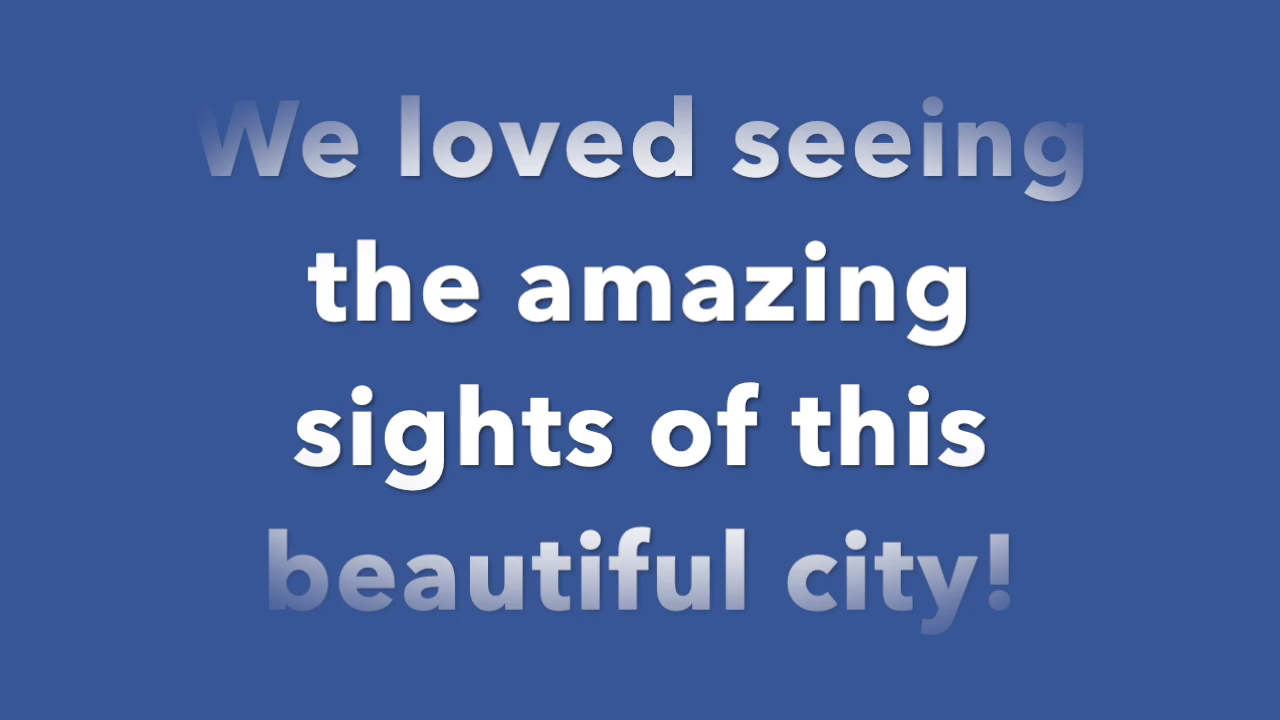 We loved seeing
the amazing
sights of this
beautiful city!